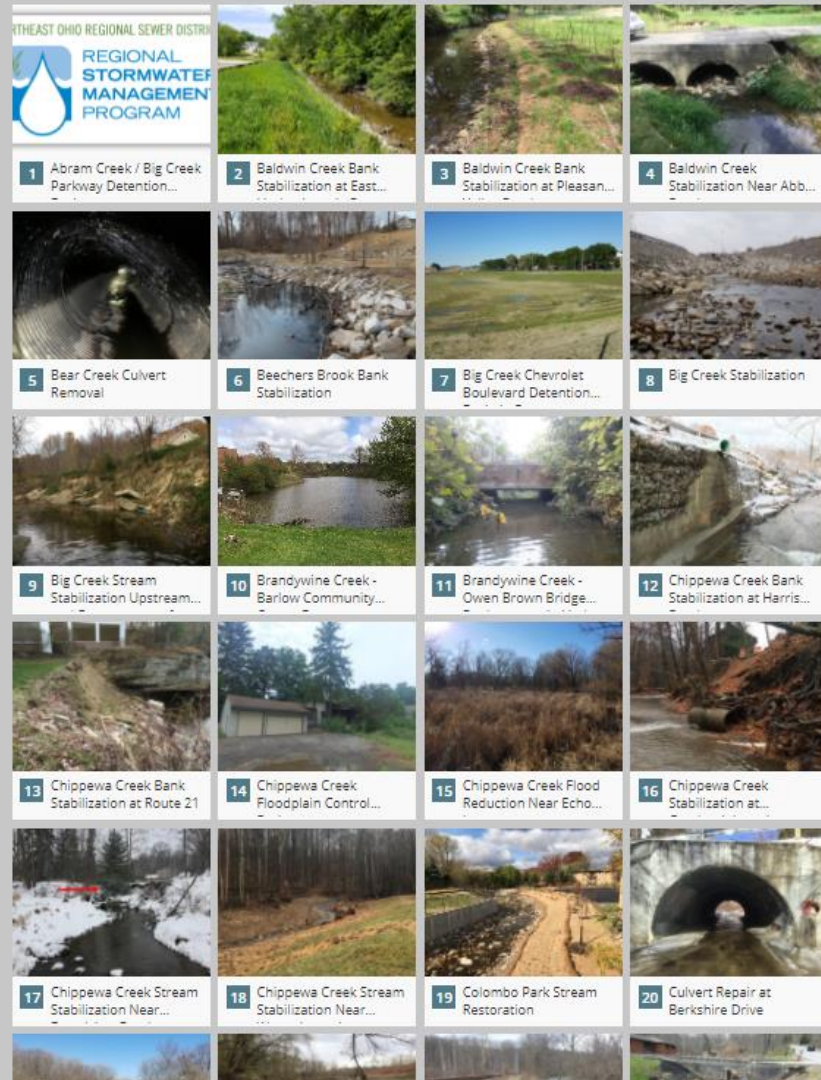 RTHEAST OHIO REGIONAL SEWER DISTRI
REGIONAL
STORMWATER
MANAGEMEN
PROGRAM
1 Abram Creek / Big Creek
Parkway Detention...
2 Baldwin Creek Bank
Stabilization at East...
3 Baldwin Creek Bank
Stabilization at Pleasan...
4 Baldwin Creek
Stabilization Near Abb...
5 Bear Creek Culvert
Removal
6 Beechers Brook Bank
Stabilization
7 Big Creek Chevrolet
Boulevard Detention...
8 Big Creek Stabilization
9 Big Creek Stream
Stabilization Upstream...
10 Brandywine Creek -
Barlow Community...
11 Brandywine Creek -
Owen Brown Bridge...
12 Chippewa Creek Bank
Stabilization at Harris...
13 Chippewa Creek Bank
Stabilization at Route 21
14 Chippewa Creek
Floodplain Control...
15 Chippewa Creek Flood
Reduction Near Echo...
16 Chippewa Creek
Stabilization at...
17 Chippewa Creek Stream
Stabilization Near...
18 Chippewa Creek Stream
Stabilization Near...
19 Colombo Park Stream
Restoration
20 Culvert Repair at
Berkshire Drive